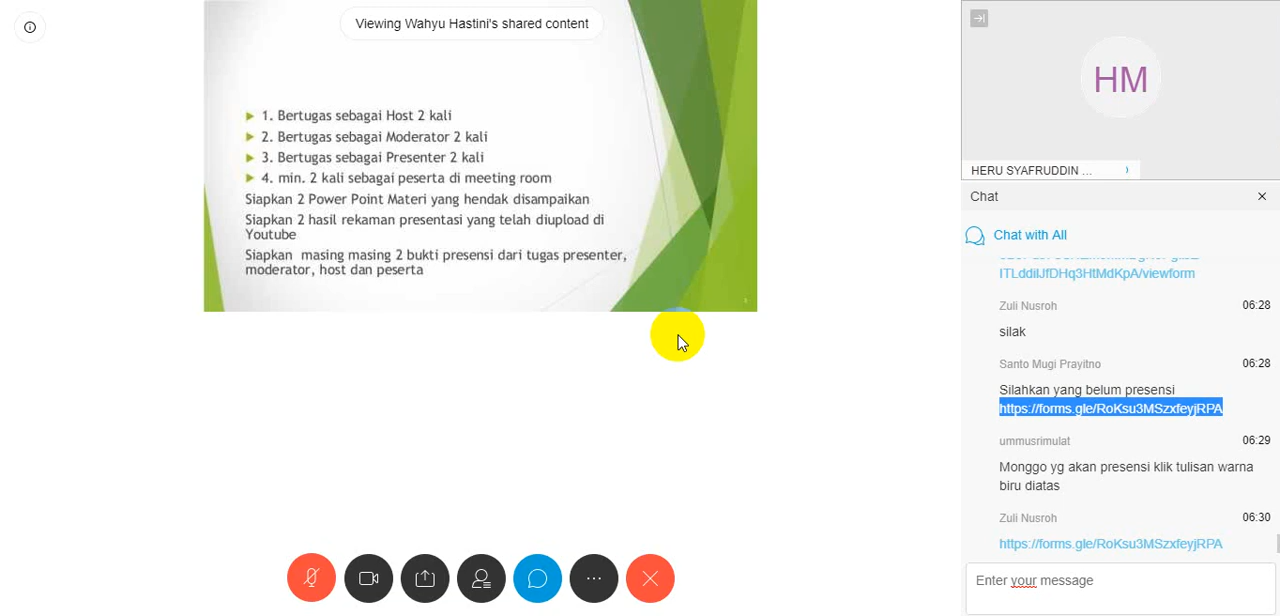 Viewing Wahyu Hastini's shared content
1. Bertugas sebagai Host 2 kali
2. Bertugas sebagai Moderator 2 kali
3. Bertugas sebagai Presenter 2 kali
4. min. 2 kali sebagai peserta di meeting room
Siapkan 2 Power Point Materi yang hendak disampaikan
Siapkan 2 hasil rekaman presentasi yang telah diupload di
Youtube
Siapkan masing masing 2 bukti presensi dari tugas presenter,
moderator, host dan peserta
HM
HERU SYAFRUDDIN ...
Chat
Chat with All
ITLddilJfDHq3HtMdKpA/viewform
Zuli Nusroh 06:28
silak
Santo Mugi Prayitno 06:28
Silahkan yang belum presensi
https://forms.gle/RoKsu3MSzxfeyjRPA
ummusrimulat 06:29
Monggo yg akan presensi klik tulisan warna
biru diatas
Zuli Nusroh 06:30
https://forms.gle/RoKsu3MSzxfeyjRPA
Enter your message